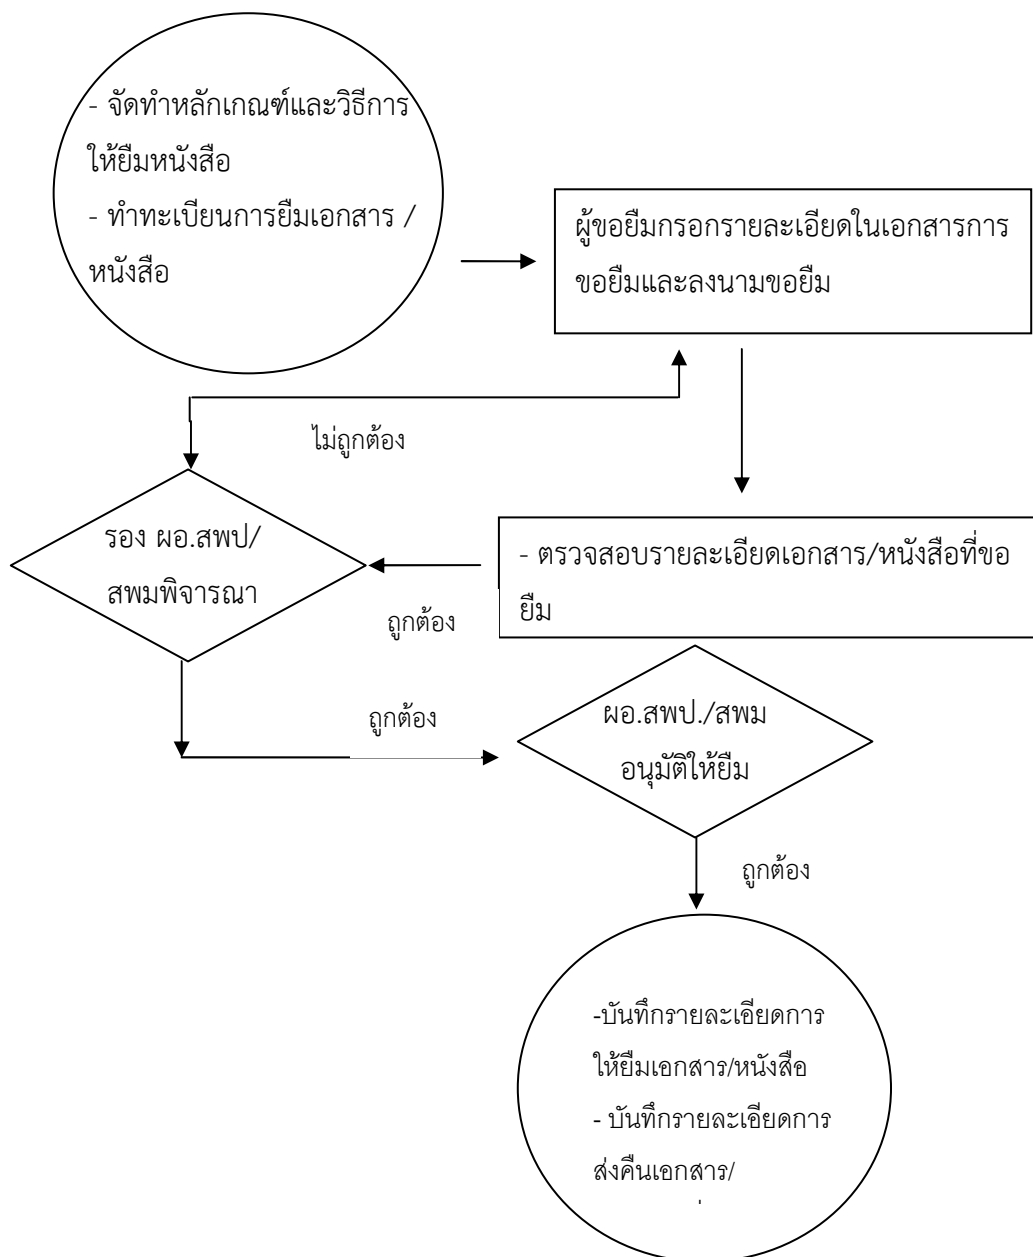 - จัดทำหลักเกณฑ์และวิธีการ
ให้ยืมหนังสือ
- ทำทะเบียนการยืมเอกสาร /
หนังสือ
ผู้ขอยืมกรอกรายละเอียดในเอกสารการ
ขอยืมและลงนามขอยืม
ไม่ถูกต้อง
รอง ผอ.สพป/
สพมพิจารณา
- ตรวจสอบรายละเอียดเอกสาร/หนังสือที่ขอ
ยืม
ถูกต้อง
ถูกต้อง
ผอ.สพป./สพม
อนุมัติให้ยืม
ถูกต้อง
-บันทึกรายละเอียดการ
ให้ยืมเอกสาร/หนังสือ
- บันทึกรายละเอียดการ
ส่งคืนเอกสาร/